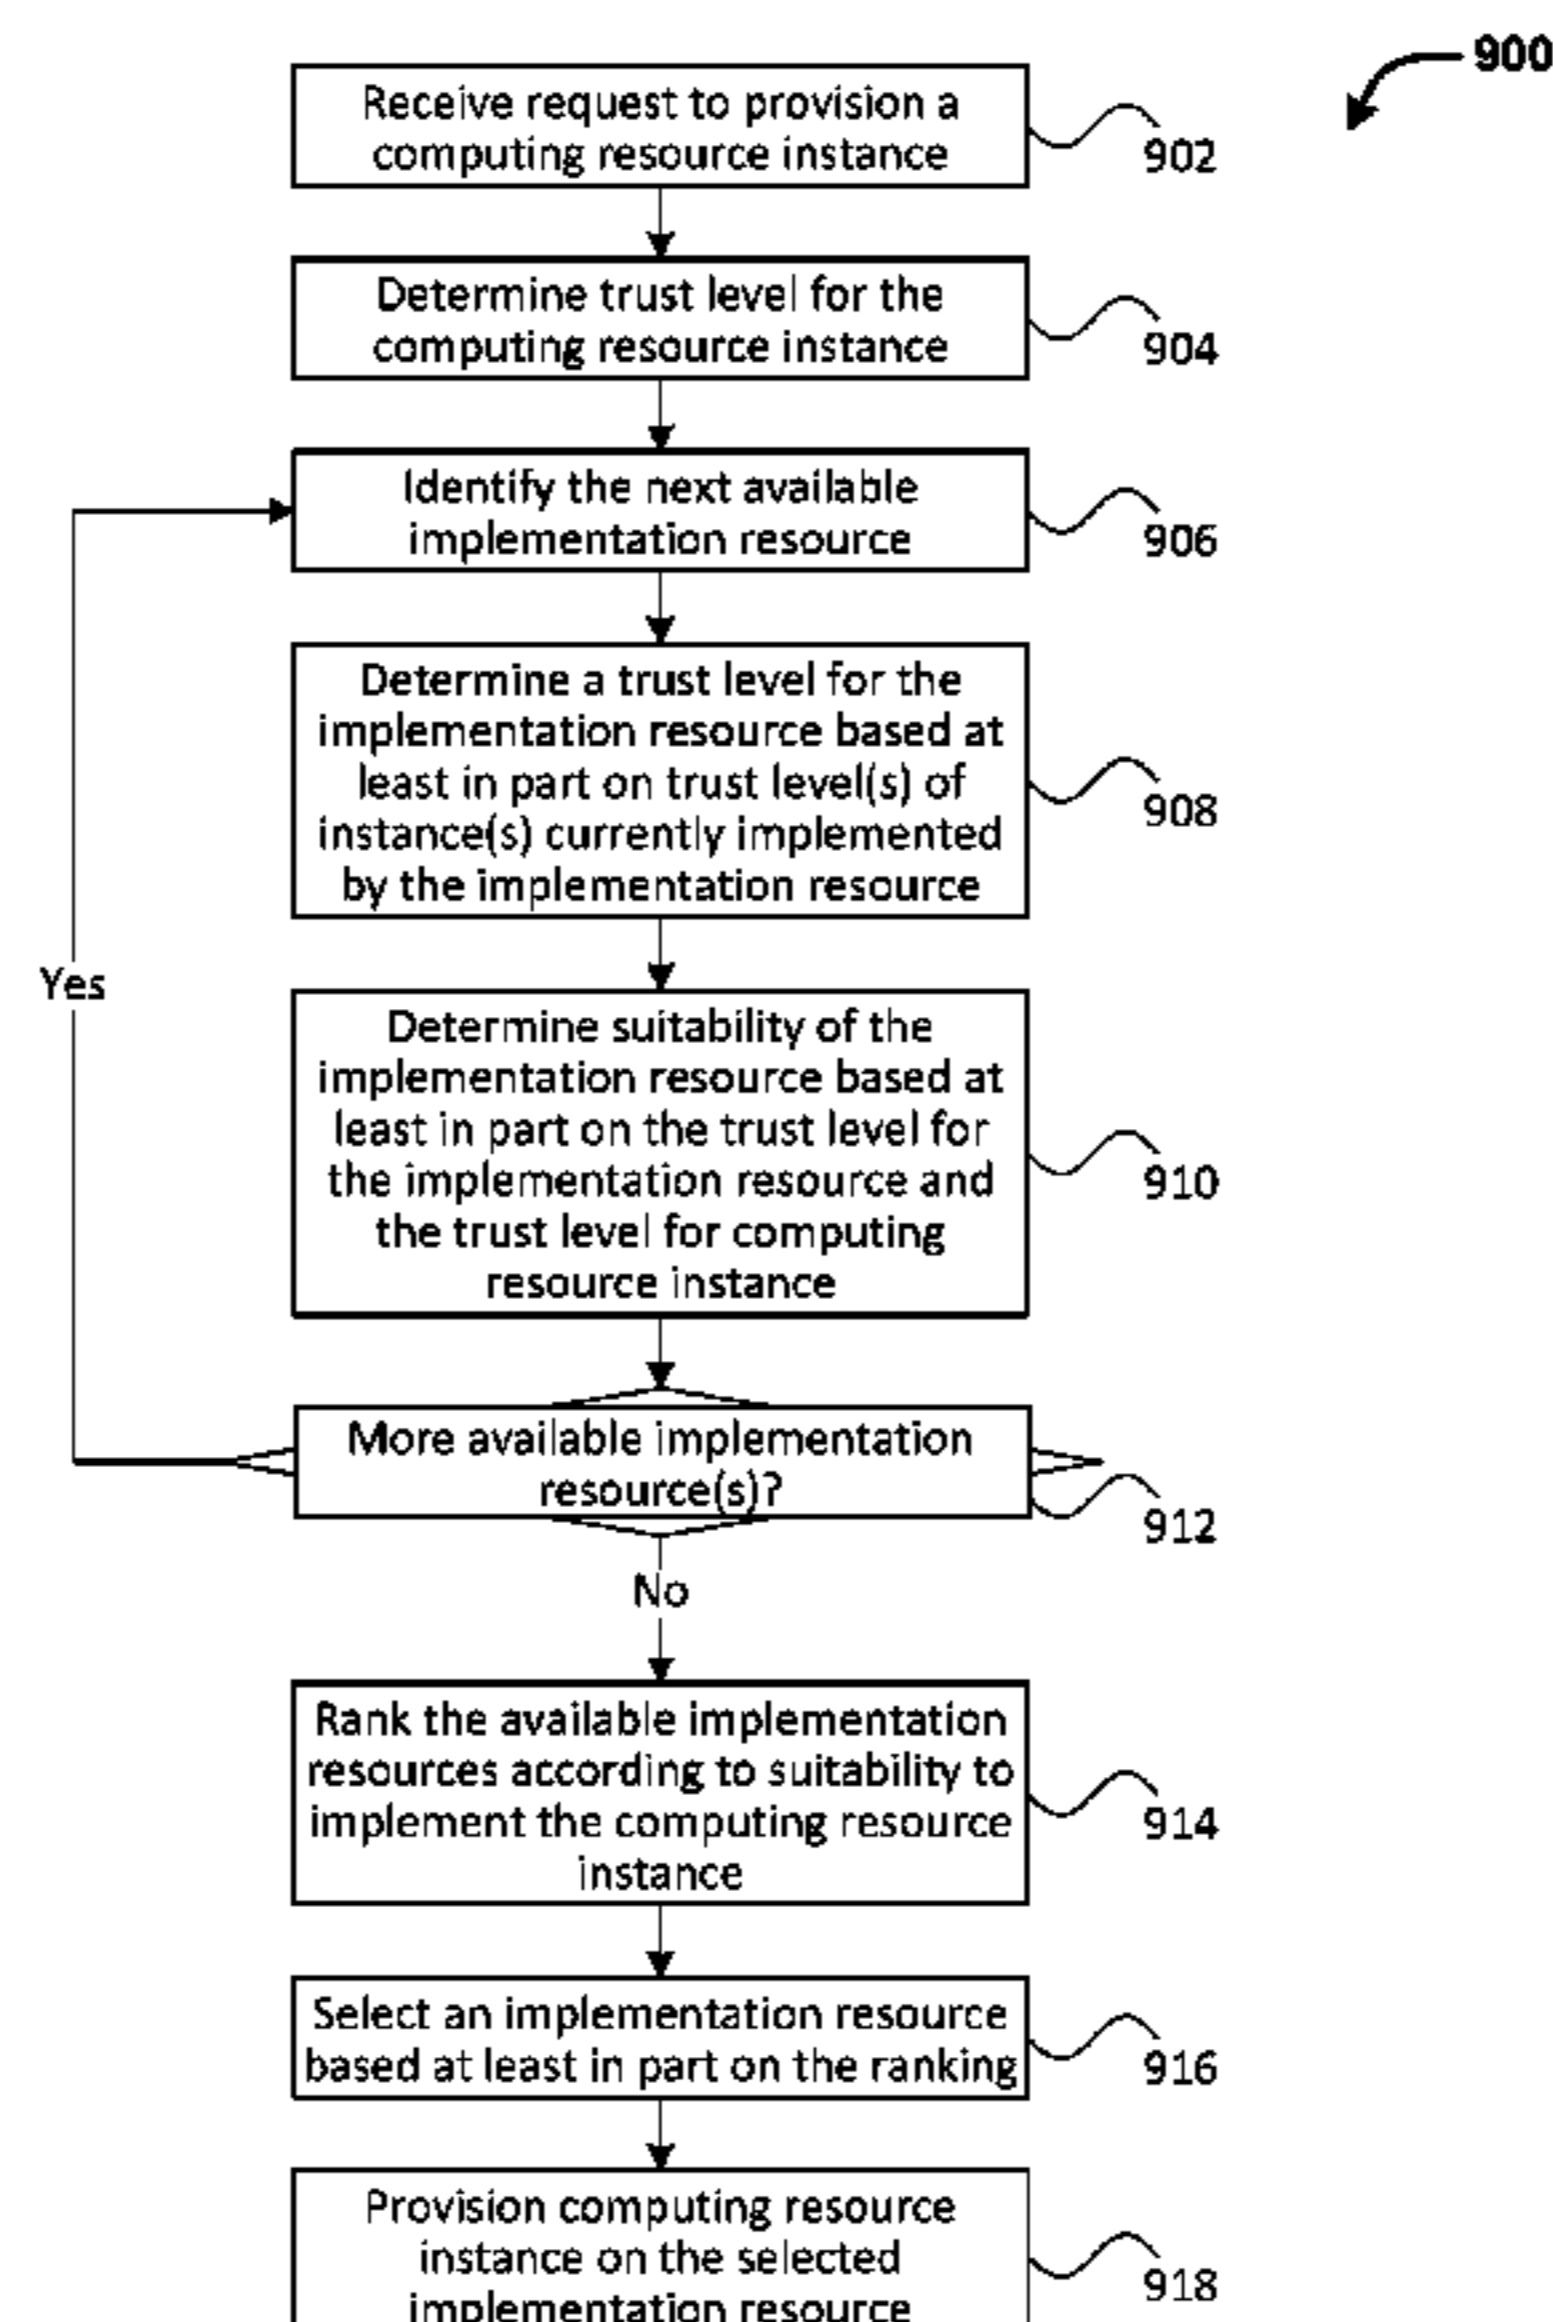 900
Receive request to provision a
computing resource instance
902
Determine trust level for the
computing resource instance
904
Identify the next available
implementation resource
906
Determine a trust level for the
implementation resource based at
least in part on trust level(s) of
instance(s) currently implemented
by the implementation resource
908
Yes
Determine suitability of the
implementation resource based at
least in part on the trust level for
the implementation resource and
the trust level for computing
resource instance
910
More available implementation
resource(s)?
912
No
Rank the available implementation
resources according to suitability to
implement the computing resource
instance
914
Select an implementation resource
based at least in part on the ranking
916
Provision computing resource
instance on the selected
implementation resource
918